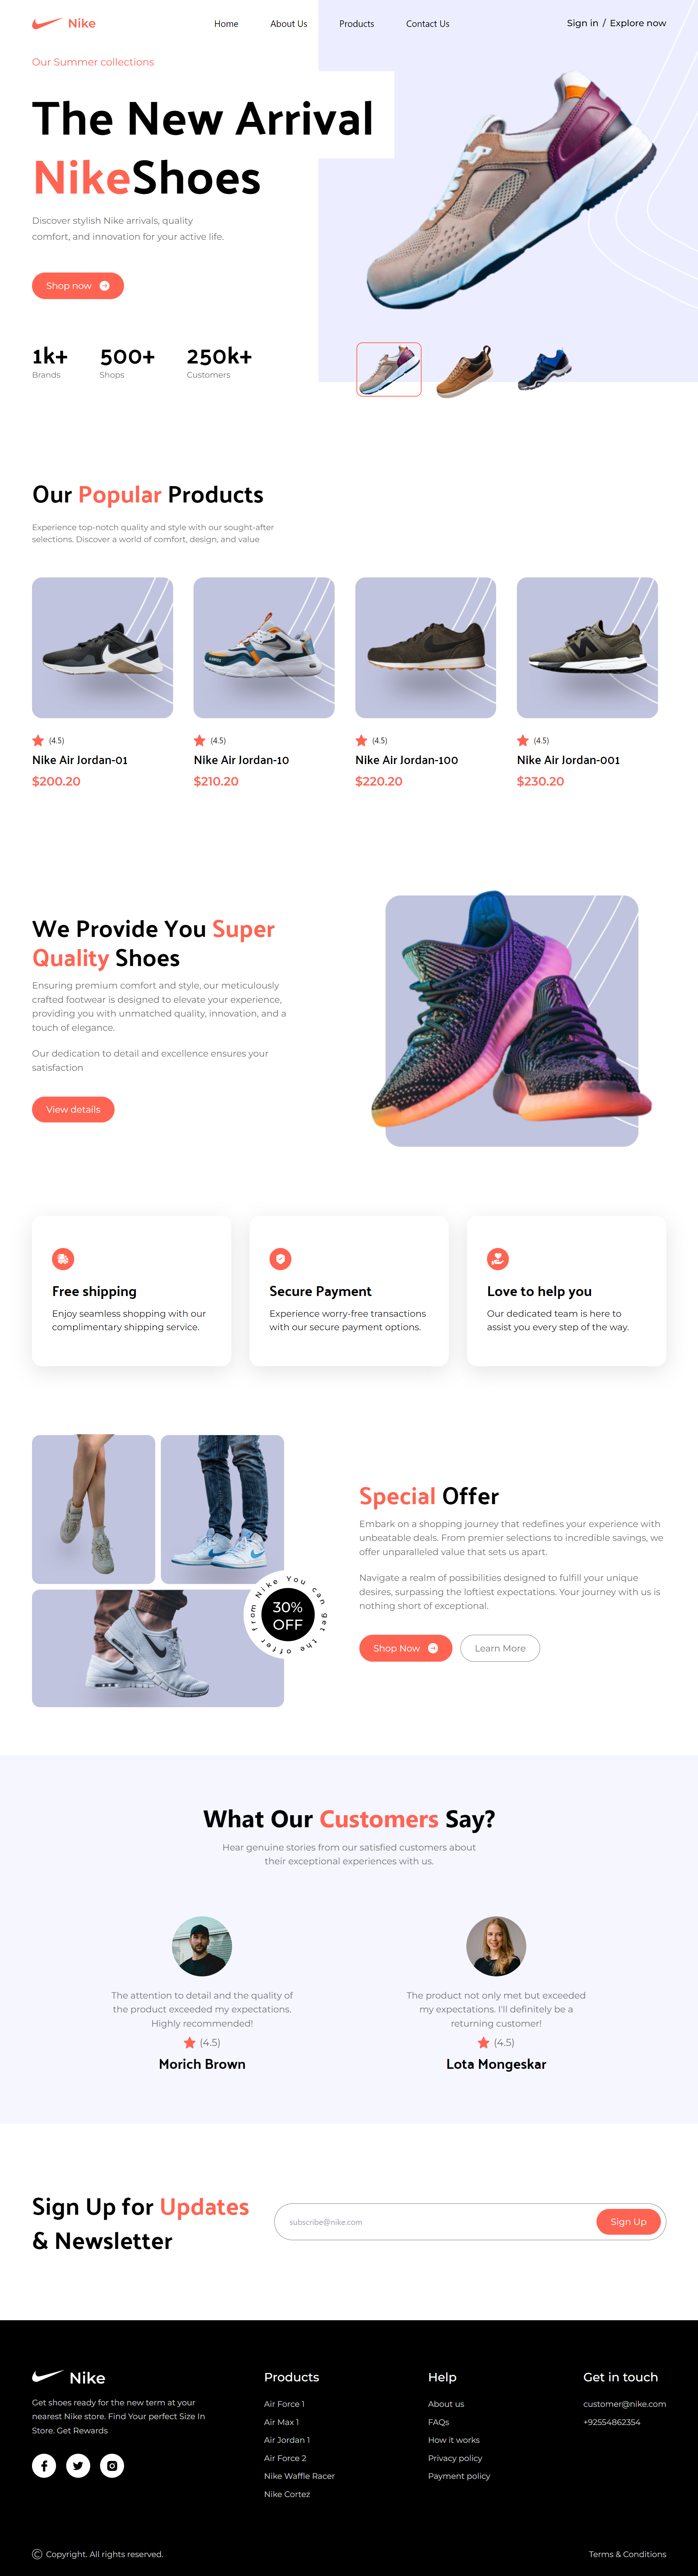 Nike
Home
About Us
Products
Contact Us
Sign in / Explore now
Our Summer collections
The New Arrival
NikeShoes
Discover stylish Nike arrivals, quality
comfort, and innovation for your active life.
Shop now
1k+
Brands
500+
Shops
250k+
Customers
Our Popular Products
Experience top-notch quality and style with our sought-after
selections. Discover a world of comfort, design, and value
(4.5)
Nike Air Jordan-01
$200.20
(4.5)
Nike Air Jordan-10
$210.20
(4.5)
Nike Air Jordan-100
$220.20
(4.5)
Nike Air Jordan-001
$230.20
We Provide You Super
Quality Shoes
Ensuring premium comfort and style, our meticulously
crafted footwear is designed to elevate your experience,
providing you with unmatched quality, innovation, and a
touch of elegance.
Our dedication to detail and excellence ensures your
satisfaction
View details
Free shipping
Enjoy seamless shopping with our
complimentary shipping service.
Secure Payment
Experience worry-free transactions
with our secure payment options.
Love to help you
Our dedicated team is here to
assist you every step of the way.
You can get the offer from Nike
30%
OFF
Special Offer
Embark on a shopping journey that redefines your experience with
unbeatable deals. From premier selections to incredible savings, we
offer unparalleled value that sets us apart.
Navigate a realm of possibilities designed to fulfill your unique
desires, surpassing the loftiest expectations. Your journey with us is
nothing short of exceptional.
Shop Now
Learn More
What Our Customers Say?
Hear genuine stories from our satisfied customers about
their exceptional experiences with us.
The attention to detail and the quality of
the product exceeded my expectations.
Highly recommended!
(4.5)
Morich Brown
The product not only met but exceeded
my expectations. I'll definitely be a
returning customer!
(4.5)
Lota Mongeskar
Sign Up for Updates
& Newsletter
subscribe@nike.com
Sign Up
Nike
Get shoes ready for the new term at your
nearest Nike store. Find Your perfect Size In
Store. Get Rewards
Products
Air Force 1
Air Max 1
Air Jordan 1
Air Force 2
Nike Waffle Racer
Nike Cortez
Help
About us
FAQs
How it works
Privacy policy
Payment policy
Get in touch
customer@nike.com
+92554862354
© Copyright. All rights reserved.
Terms & Conditions